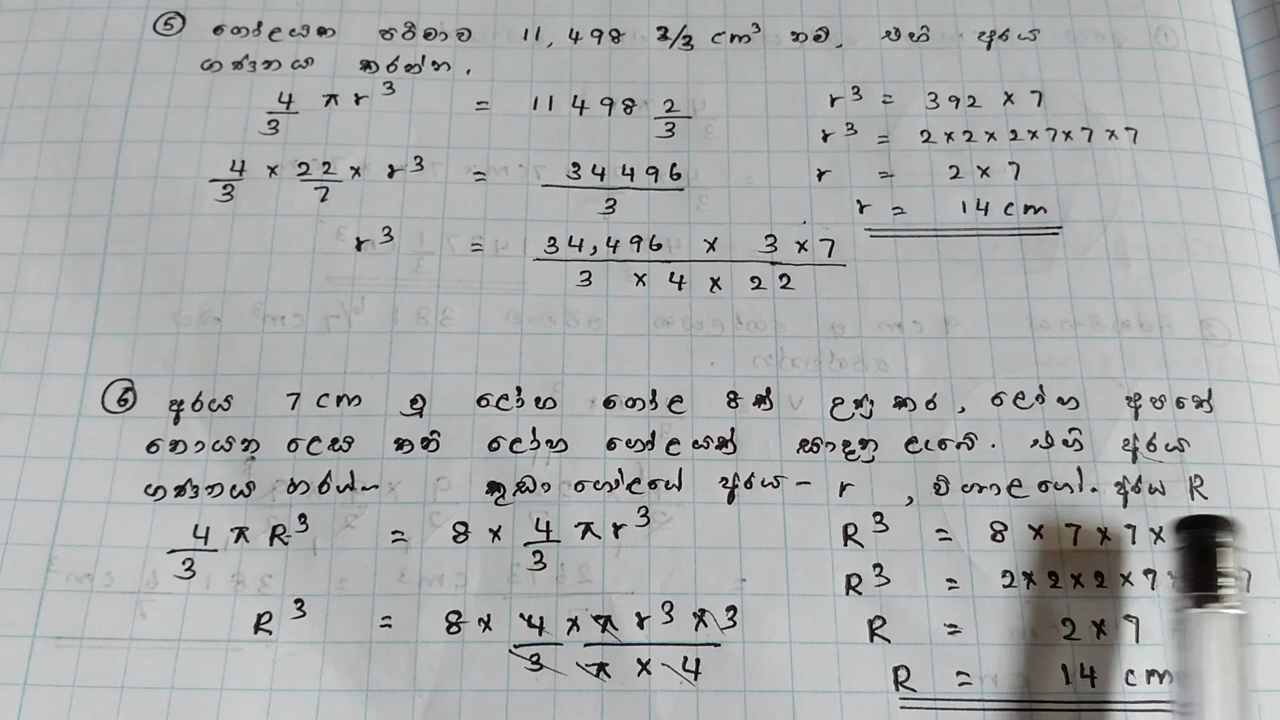 ⑤ ගෝලයක පරිමාව 11,498 2/3 cm³ නම්, එහි අරය
ගණනය කරන්න.
4/3 π r³ = 11498 2/3
4/3 × 22/7 × r³ = 34496/3
r³ = 34,496 × 3 × 7 / 3 × 4 × 22
r³ = 392 × 7
r³ = 2×2×2×7×7×7
r = 2 × 7
r = 14 cm
⑥ අරය 7 cm වූ ලෝහ ගෝල 8ක් උණු කර, ලෝහ අපතේ
නොයන ලෙස තනි ලෝහ ගෝලයක් සාදනු ලැබේ. එහි අරය
ගණනය කරන්න. කුඩා ගෝලයේ අරය - r , විශාල ගෝ. අරය R
4/3 π R³ = 8 × 4/3 π r³
R³ = 8 × 4 × π r³ × 3 / 3 π × 4
R³ = 8 × 7 × 7 ×
R³ = 2×2×2×7 7
R = 2×7
R = 14 cm